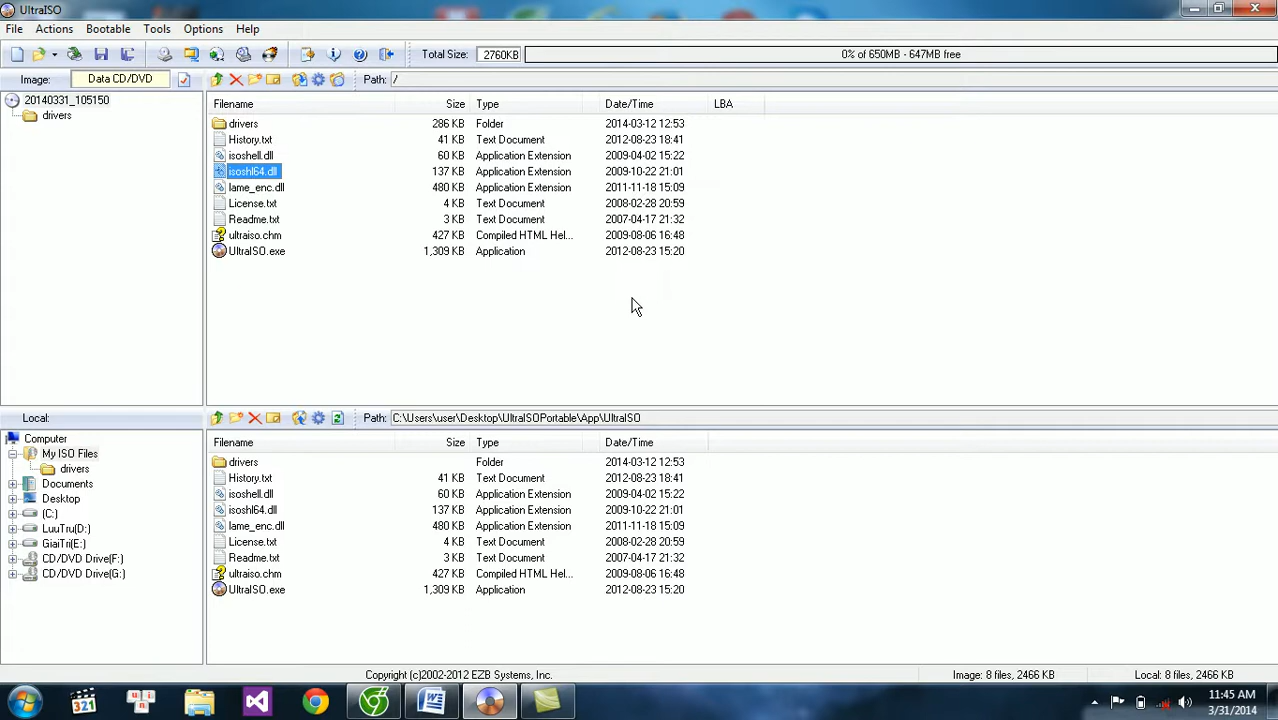 UltraISO
File Actions Bootable Tools Options Help
Total Size: 2760KB 0% of 650MB - 647MB free
Image: Data CD/DVD Path: /
20140331_105150
drivers
Filename Size Type Date/Time LBA
drivers 286 KB Folder 2014-03-12 12:53
History.txt 41 KB Text Document 2012-08-23 18:41
isoshell.dll 60 KB Application Extension 2009-04-02 15:22
isoshl64.dll 137 KB Application Extension 2009-10-22 21:01
lame_enc.dll 480 KB Application Extension 2011-11-18 15:09
License.txt 4 KB Text Document 2008-02-28 20:59
Readme.txt 3 KB Text Document 2007-04-17 21:32
ultraiso.chm 427 KB Compiled HTML Hel... 2009-08-06 16:48
UltraISO.exe 1,309 KB Application 2012-08-23 15:20
Local: Path: C:\Users\user\Desktop\UltraISOPortable\App\UltraISO
Computer
My ISO Files
drivers
Documents
Desktop
(C:)
LuuTru(D:)
GiaiTri(E:)
CD/DVD Drive(F:)
CD/DVD Drive(G:)
Filename Size Type Date/Time
drivers Folder 2014-03-12 12:53
History.txt 41 KB Text Document 2012-08-23 18:41
isoshell.dll 60 KB Application Extension 2009-04-02 15:22
isoshl64.dll 137 KB Application Extension 2009-10-22 21:01
lame_enc.dll 480 KB Application Extension 2011-11-18 15:09
License.txt 4 KB Text Document 2008-02-28 20:59
Readme.txt 3 KB Text Document 2007-04-17 21:32
ultraiso.chm 427 KB Compiled HTML Hel... 2009-08-06 16:48
UltraISO.exe 1,309 KB Application 2012-08-23 15:20
Copyright (c)2002-2012 EZB Systems, Inc. Image: 8 files, 2466 KB Local: 8 files, 2466 KB
321
11:45 AM
3/31/2014